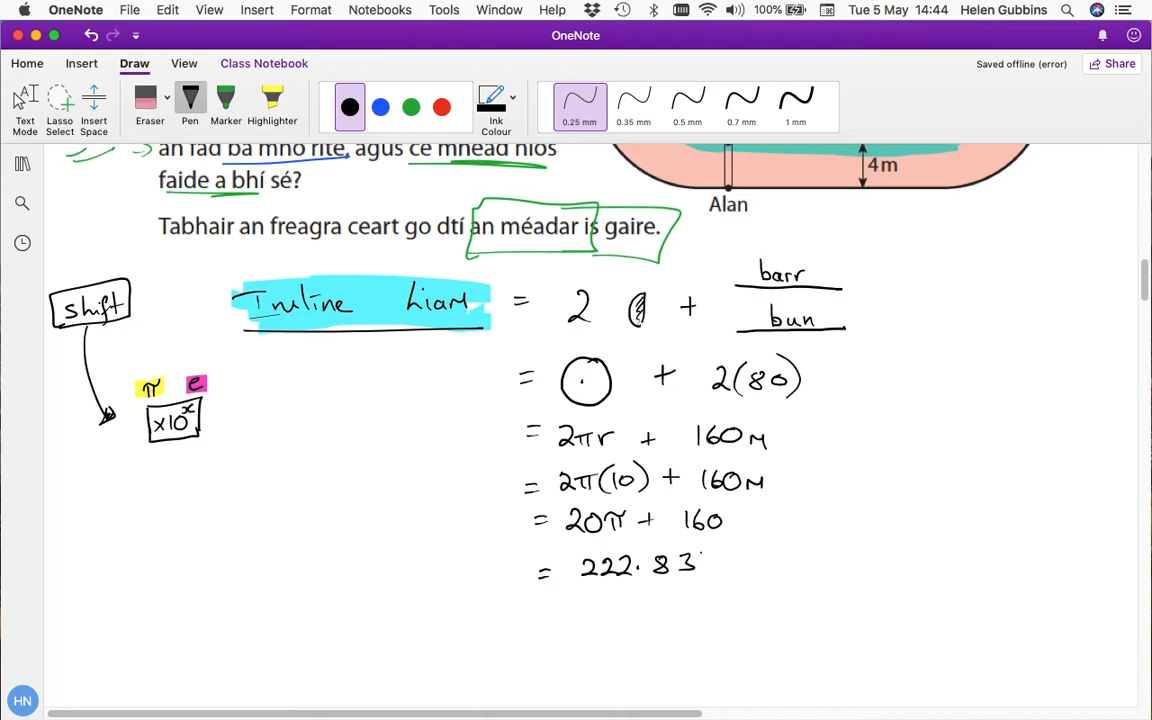 OneNote File Edit View Insert Format Notebooks Tools Window Help 100% Tue 5 May 14:44 Helen Gubbins
OneNote
Home Insert Draw View Class Notebook Saved offline (error) Share
Text Mode Lasso Select Insert Space Eraser Pen Marker Highlighter Ink Colour 0.25 mm 0.35 mm 0.5 mm 0.7 mm 1 mm
an fad ba mhó rite, agus cé mhéad níos
faide a bhí sé?
4 m
Alan
Tabhair an freagra ceart go dtí an méadar is gaire.
barr
shift
Imlíne Liam = 2 + 
bun
= + 2(80)
π e
x10ˣ
= 2πr + 160m
= 2π(10) + 160m
= 20π + 160
= 222.83
HN